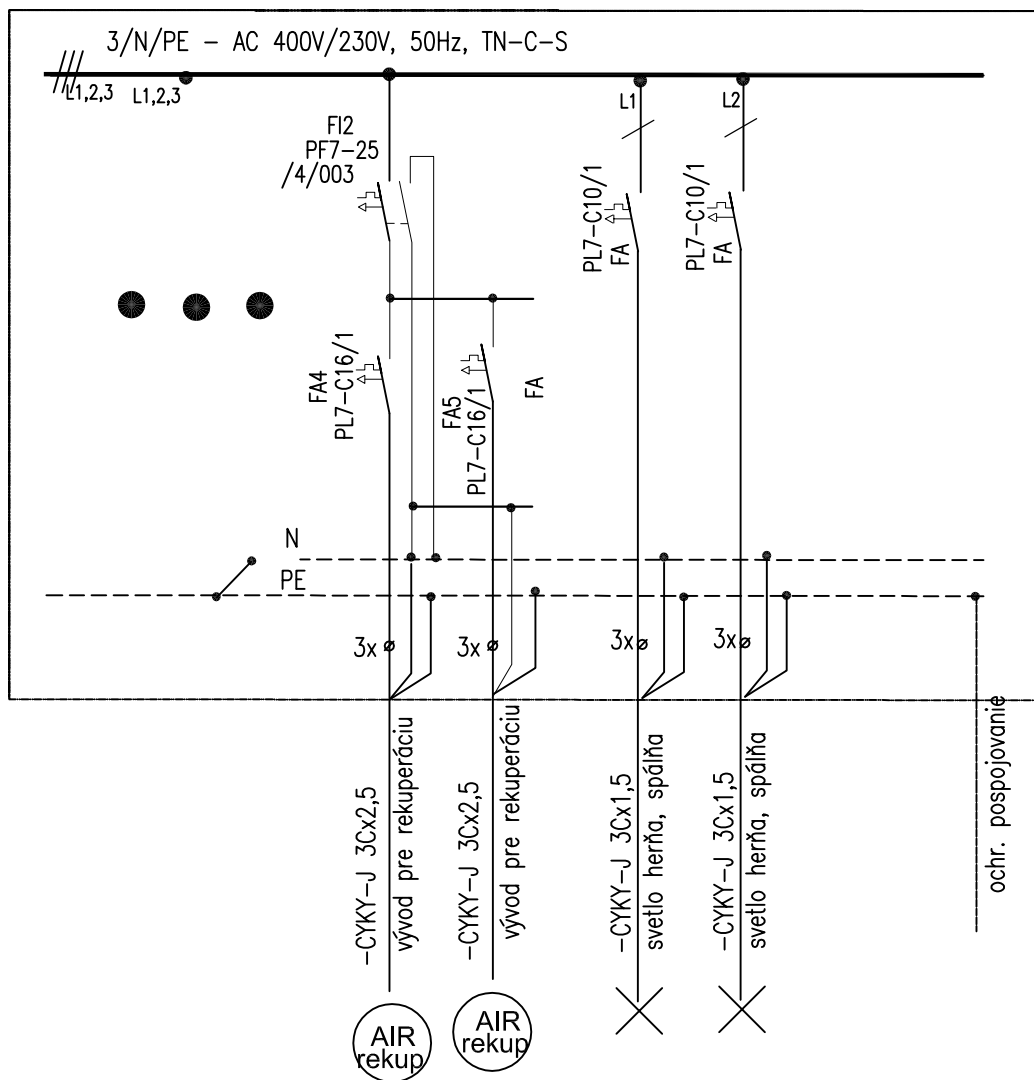 3/N/PE – AC 400V/230V, 50Hz, TN-C-S
L1,2,3
L1,2,3
L1
L2
FI2
PF7-25
/4/003
PL7-C10/1
FA
PL7-C10/1
FA
FA4
PL7-C16/1
FA5
PL7-C16/1
FA
N
PE
3x
3x
3x
3x
-CYKY-J 3Cx2,5
vývod pre rekuperáciu
-CYKY-J 3Cx2,5
vývod pre rekuperáciu
-CYKY-J 3Cx1,5
svetlo herňa, spálňa
-CYKY-J 3Cx1,5
svetlo herňa, spálňa
ochr. pospojovanie
AIR
rekup
AIR
rekup